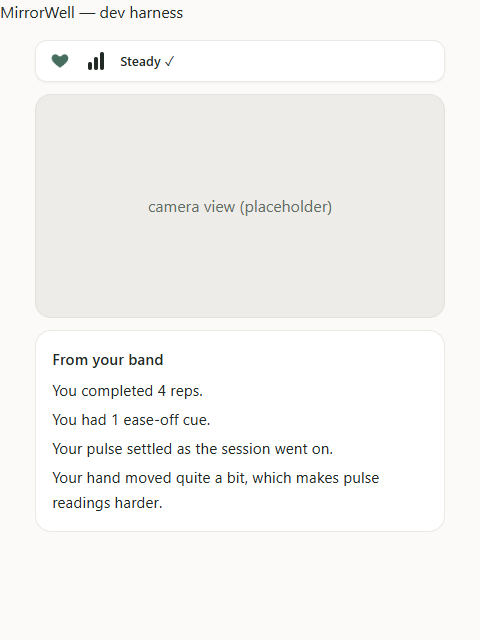 MirrorWell — dev harness
Steady ✓
camera view (placeholder)
From your band
You completed 4 reps.
You had 1 ease-off cue.
Your pulse settled as the session went on.
Your hand moved quite a bit, which makes pulse
readings harder.